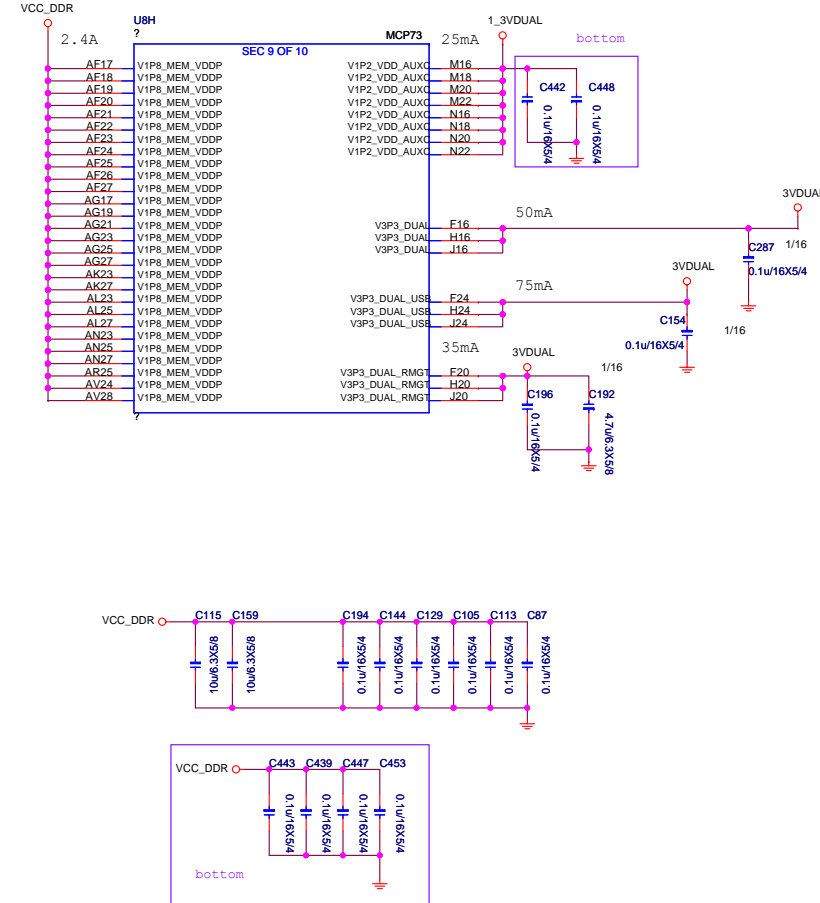 VCC_DDR
U8H
?
MCP73
1_3VDUAL
2.4A
SEC 9 OF 10
25mA
bottom
AF17 V1P8_MEM_VDDP V1P2_VDD_AUXC M16
AF18 V1P8_MEM_VDDP V1P2_VDD_AUXC M18
AF19 V1P8_MEM_VDDP V1P2_VDD_AUXC M20
AF20 V1P8_MEM_VDDP V1P2_VDD_AUXC M22
AF21 V1P8_MEM_VDDP V1P2_VDD_AUXC N16
AF22 V1P8_MEM_VDDP V1P2_VDD_AUXC N18
AF23 V1P8_MEM_VDDP V1P2_VDD_AUXC N20
AF24 V1P8_MEM_VDDP V1P2_VDD_AUXC N22
AF25 V1P8_MEM_VDDP
AF26 V1P8_MEM_VDDP
AF27 V1P8_MEM_VDDP
AG17 V1P8_MEM_VDDP
AG19 V1P8_MEM_VDDP
AG21 V1P8_MEM_VDDP V3P3_DUAL F16
AG23 V1P8_MEM_VDDP V3P3_DUAL H16
AG25 V1P8_MEM_VDDP V3P3_DUAL J16
AG27 V1P8_MEM_VDDP
AK23 V1P8_MEM_VDDP
AK27 V1P8_MEM_VDDP
AL23 V1P8_MEM_VDDP V3P3_DUAL_USB F24
AL25 V1P8_MEM_VDDP V3P3_DUAL_USB H24
AL27 V1P8_MEM_VDDP V3P3_DUAL_USB J24
AN23 V1P8_MEM_VDDP
AN25 V1P8_MEM_VDDP
AN27 V1P8_MEM_VDDP
AR25 V1P8_MEM_VDDP V3P3_DUAL_RMGT F20
AV24 V1P8_MEM_VDDP V3P3_DUAL_RMGT H20
AV28 V1P8_MEM_VDDP V3P3_DUAL_RMGT J20
?
C442 C448
0.1u/16X5/4
0.1u/16X5/4
50mA
3VDUAL
C287
1/16
0.1u/16X5/4
75mA
3VDUAL
C154
1/16
0.1u/16X5/4
35mA
3VDUAL
1/16
C196 C192
0.1u/16X5/4
4.7u/6.3X5/8
VCC_DDR
C115 C159 C194 C144 C129 C105 C113 C87
10u/6.3X5/8
10u/6.3X5/8
0.1u/16X5/4
0.1u/16X5/4
0.1u/16X5/4
0.1u/16X5/4
0.1u/16X5/4
0.1u/16X5/4
VCC_DDR
C443 C439 C447 C453
0.1u/16X5/4
0.1u/16X5/4
0.1u/16X5/4
0.1u/16X5/4
bottom